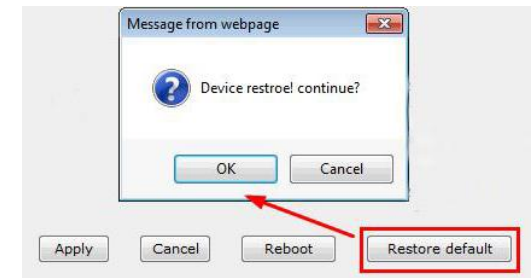 Message from webpage
Device restroe! continue?
OK Cancel
Apply Cancel Reboot Restore default